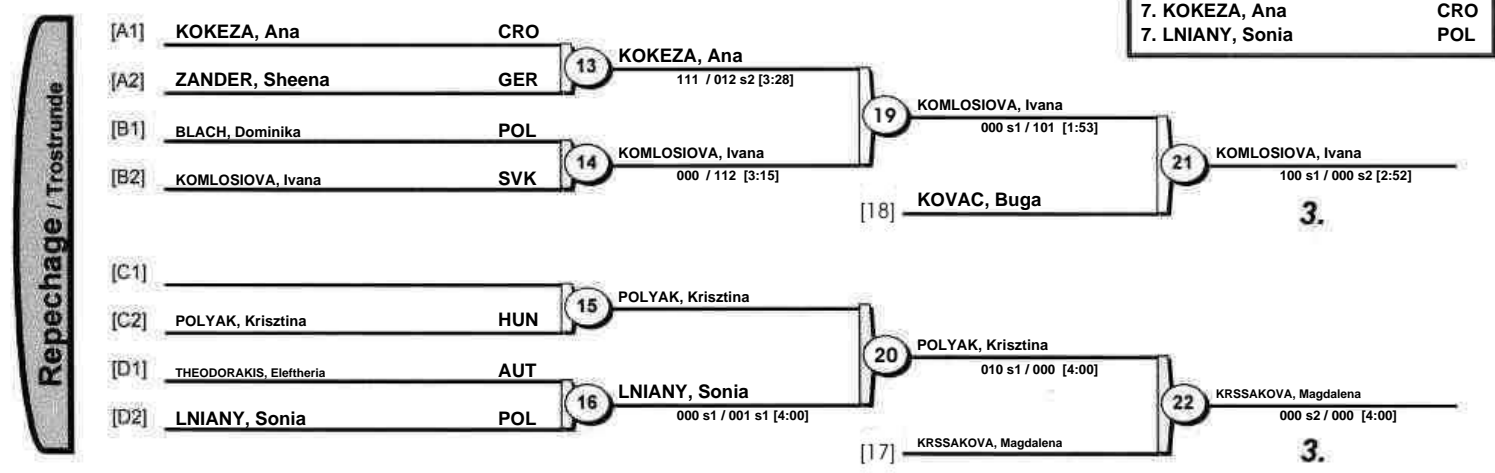 7. KOKEZA, Ana CRO
7. LNIANY, Sonia POL
Repechage / Trostrunde
[A1] KOKEZA, Ana CRO
[A2] ZANDER, Sheena GER
13 KOKEZA, Ana
111 / 012 s2 [3:28]
[B1] BLACH, Dominika POL
[B2] KOMLOSIOVA, Ivana SVK
14 KOMLOSIOVA, Ivana
000 / 112 [3:15]
19 KOMLOSIOVA, Ivana
000 s1 / 101 [1:53]
[18] KOVAC, Buga
21 KOMLOSIOVA, Ivana
100 s1 / 000 s2 [2:52]
3.
[C1]
[C2] POLYAK, Krisztina HUN
15 POLYAK, Krisztina
[D1] THEODORAKIS, Eleftheria AUT
[D2] LNIANY, Sonia POL
16 LNIANY, Sonia
000 s1 / 001 s1 [4:00]
20 POLYAK, Krisztina
010 s1 / 000 [4:00]
[17] KRSSAKOVA, Magdalena
22 KRSSAKOVA, Magdalena
000 s2 / 000 [4:00]
3.